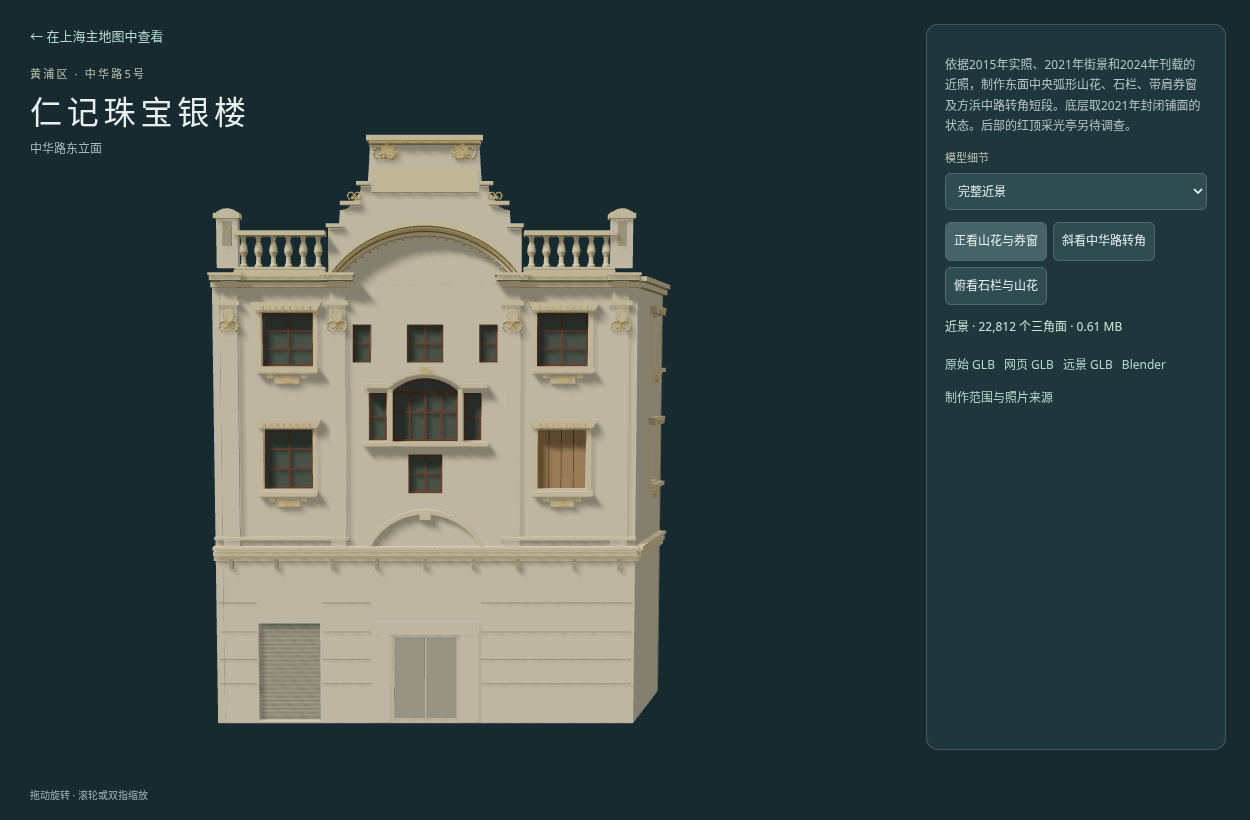 ← 在上海主地图中查看
黄浦区 · 中华路5号
仁记珠宝银楼
中华路东立面
依据2015年实照、2021年街景和2024年刊载的
近照，制作东面中央弧形山花、石栏、带肩券窗
及方浜中路转角短段。底层取2021年封闭铺面的
状态。后部的红顶采光亭另待调查。
模型细节
完整近景
正看山花与券窗
斜看中华路转角
俯看石栏与山花
近景 · 22,812 个三角面 · 0.61 MB
原始 GLB 网页 GLB 远景 GLB Blender
制作范围与照片来源
拖动旋转 · 滚轮或双指缩放